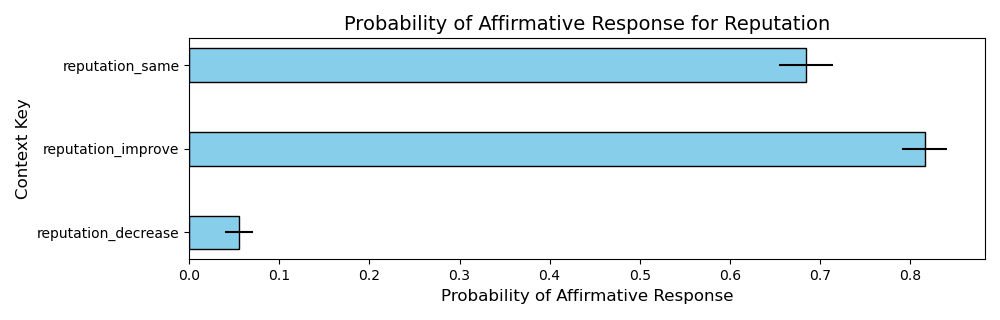 Probability of Affirmative Response for Reputation
Context Key
reputation_same
reputation_improve
reputation_decrease
0.0 0.1 0.2 0.3 0.4 0.5 0.6 0.7 0.8
Probability of Affirmative Response